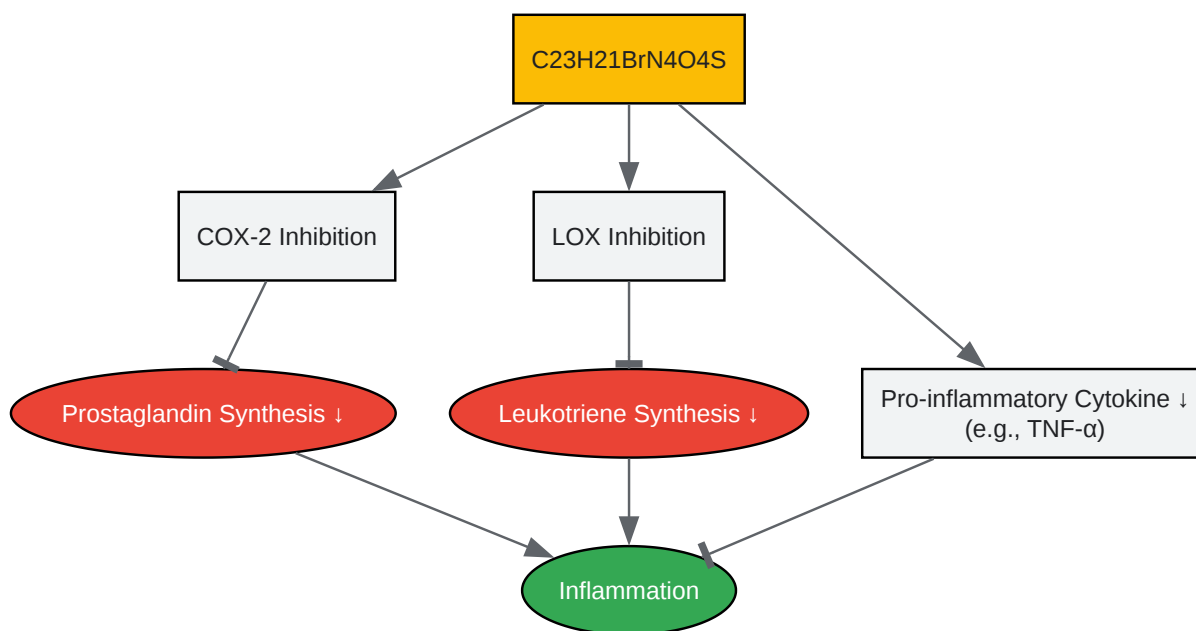 C23H21BrN4O4S
COX-2 Inhibition
LOX Inhibition
Prostaglandin Synthesis ↓
Leukotriene Synthesis ↓
Pro-inflammatory Cytokine ↓
(e.g., TNF-α)
Inflammation